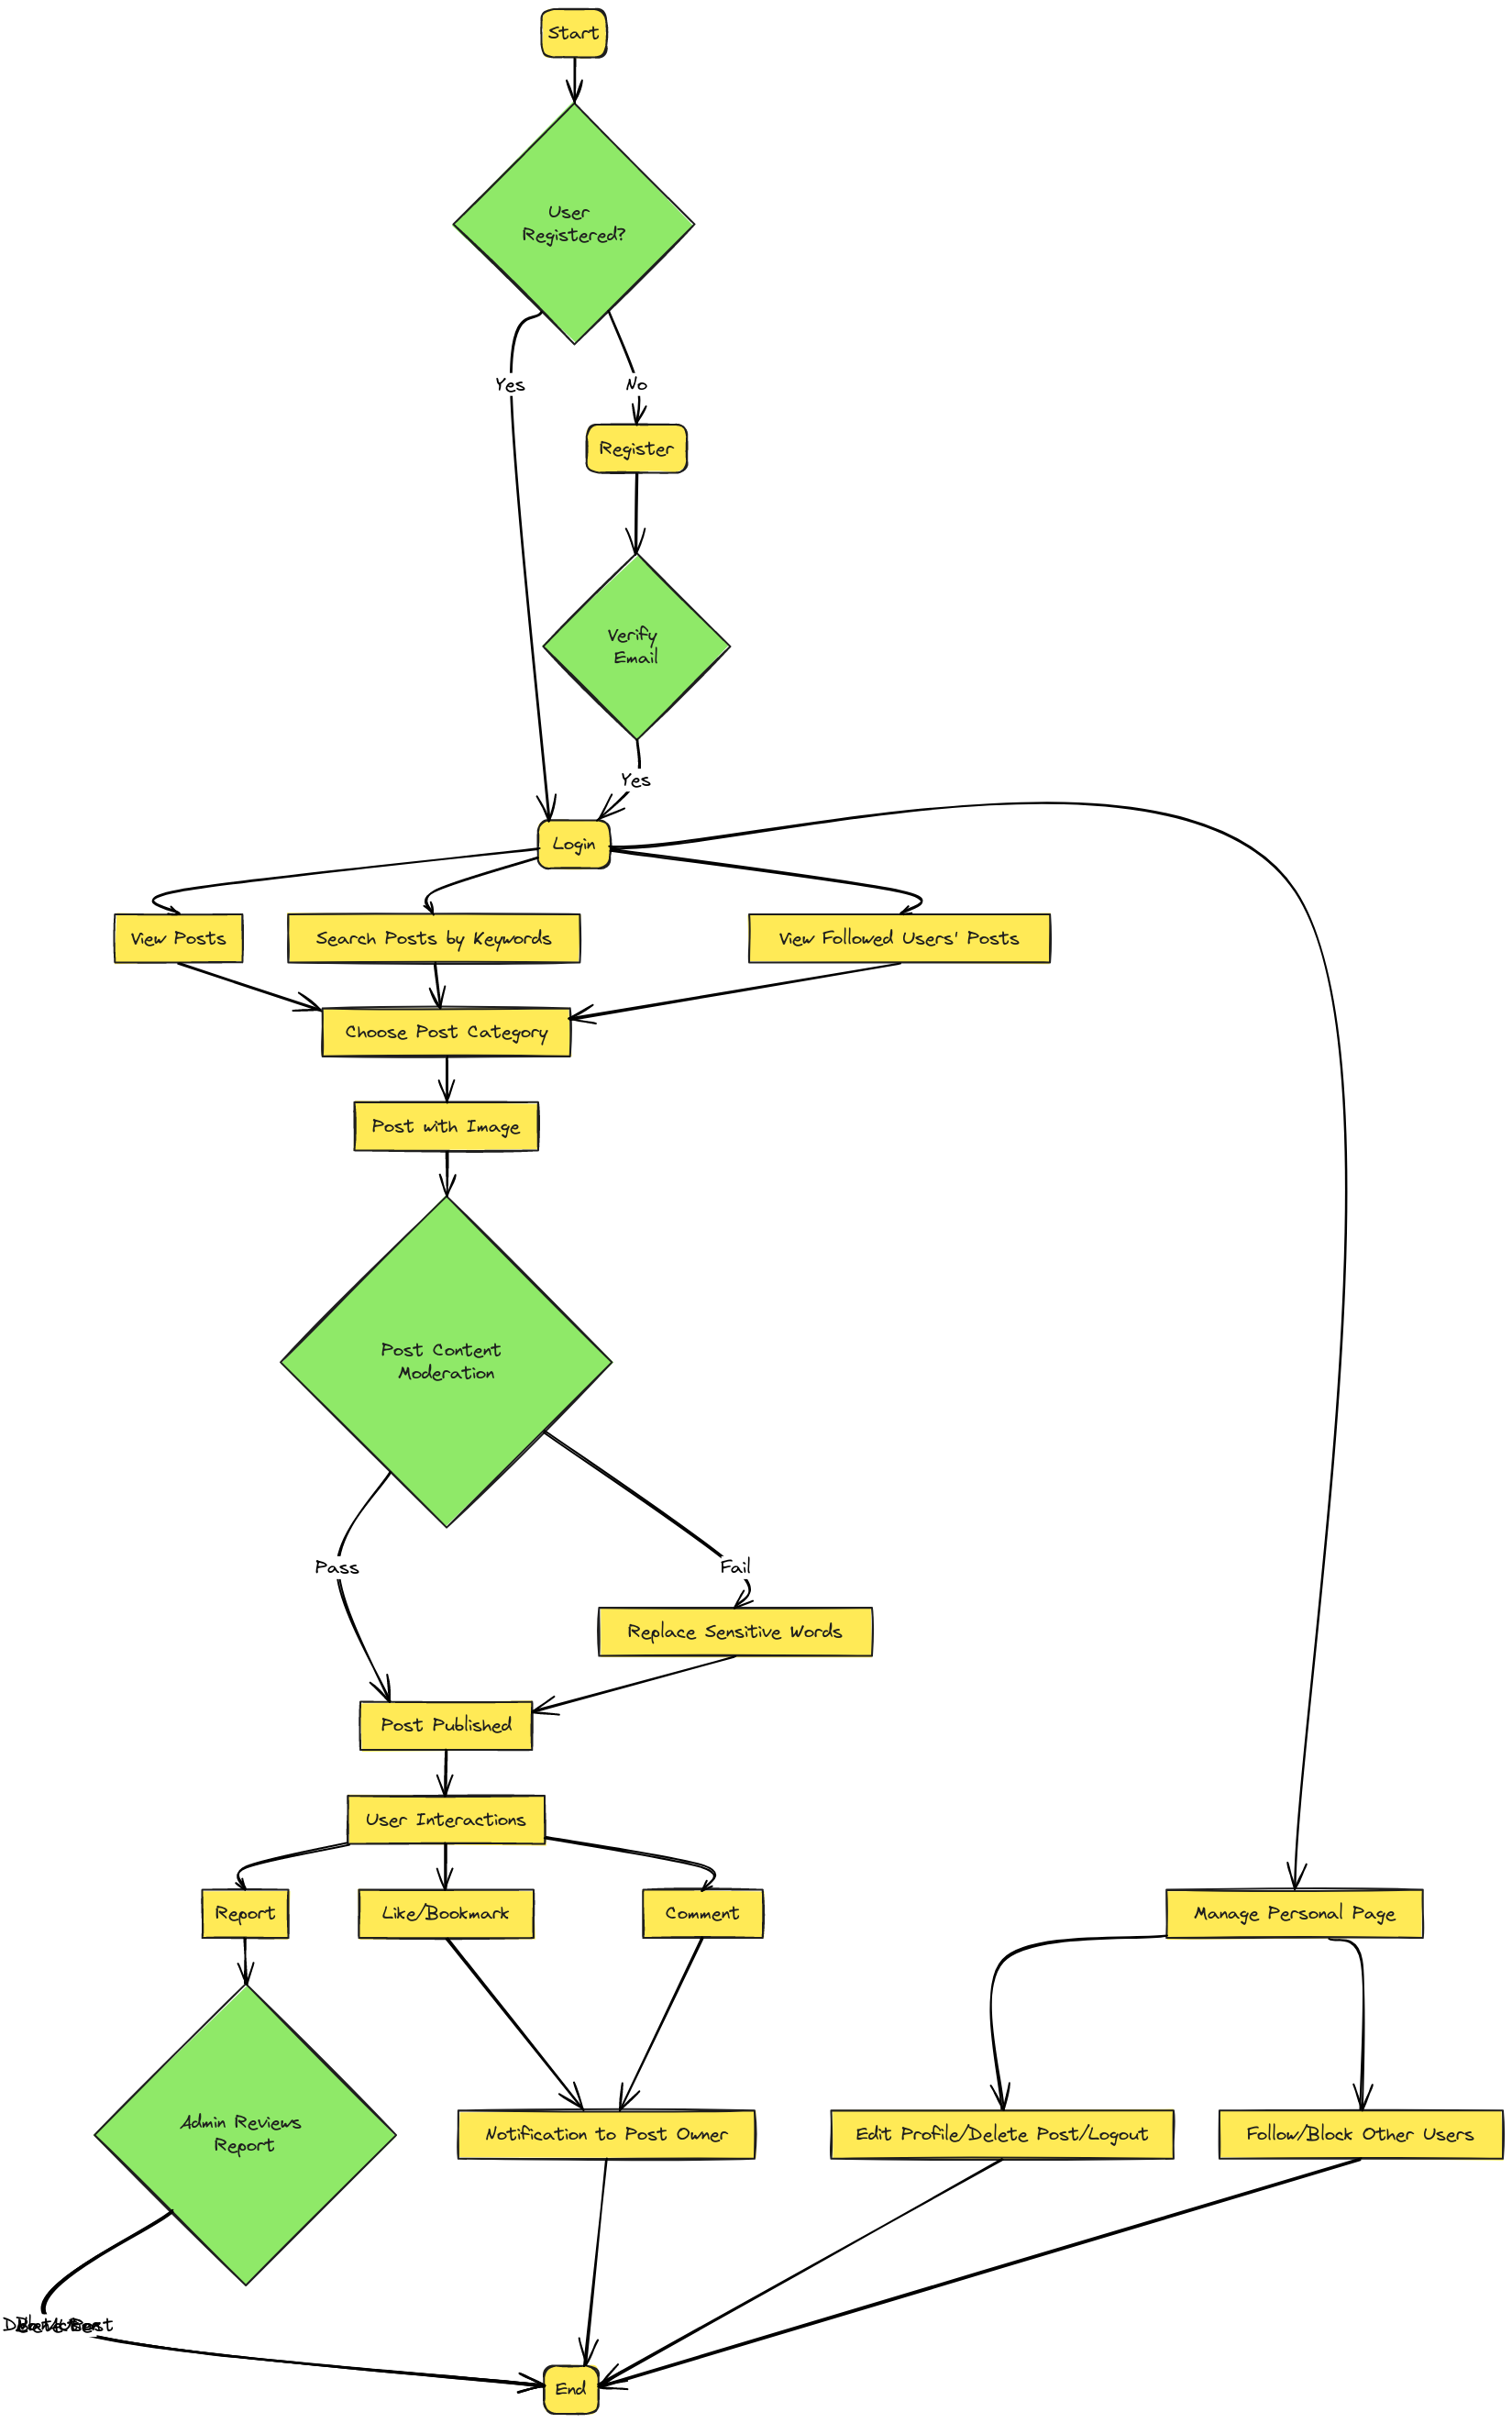 Start
User
Registered?
Yes
No
Register
Verify
Email
Yes
Login
View Posts
Search Posts by Keywords
View Followed Users' Posts
Choose Post Category
Post with Image
Post Content
Moderation
Pass
Fail
Replace Sensitive Words
Post Published
User Interactions
Report
Like/Bookmark
Comment
Manage Personal Page
Admin Reviews
Report
Notification to Post Owner
Edit Profile/Delete Post/Logout
Follow/Block Other Users
End